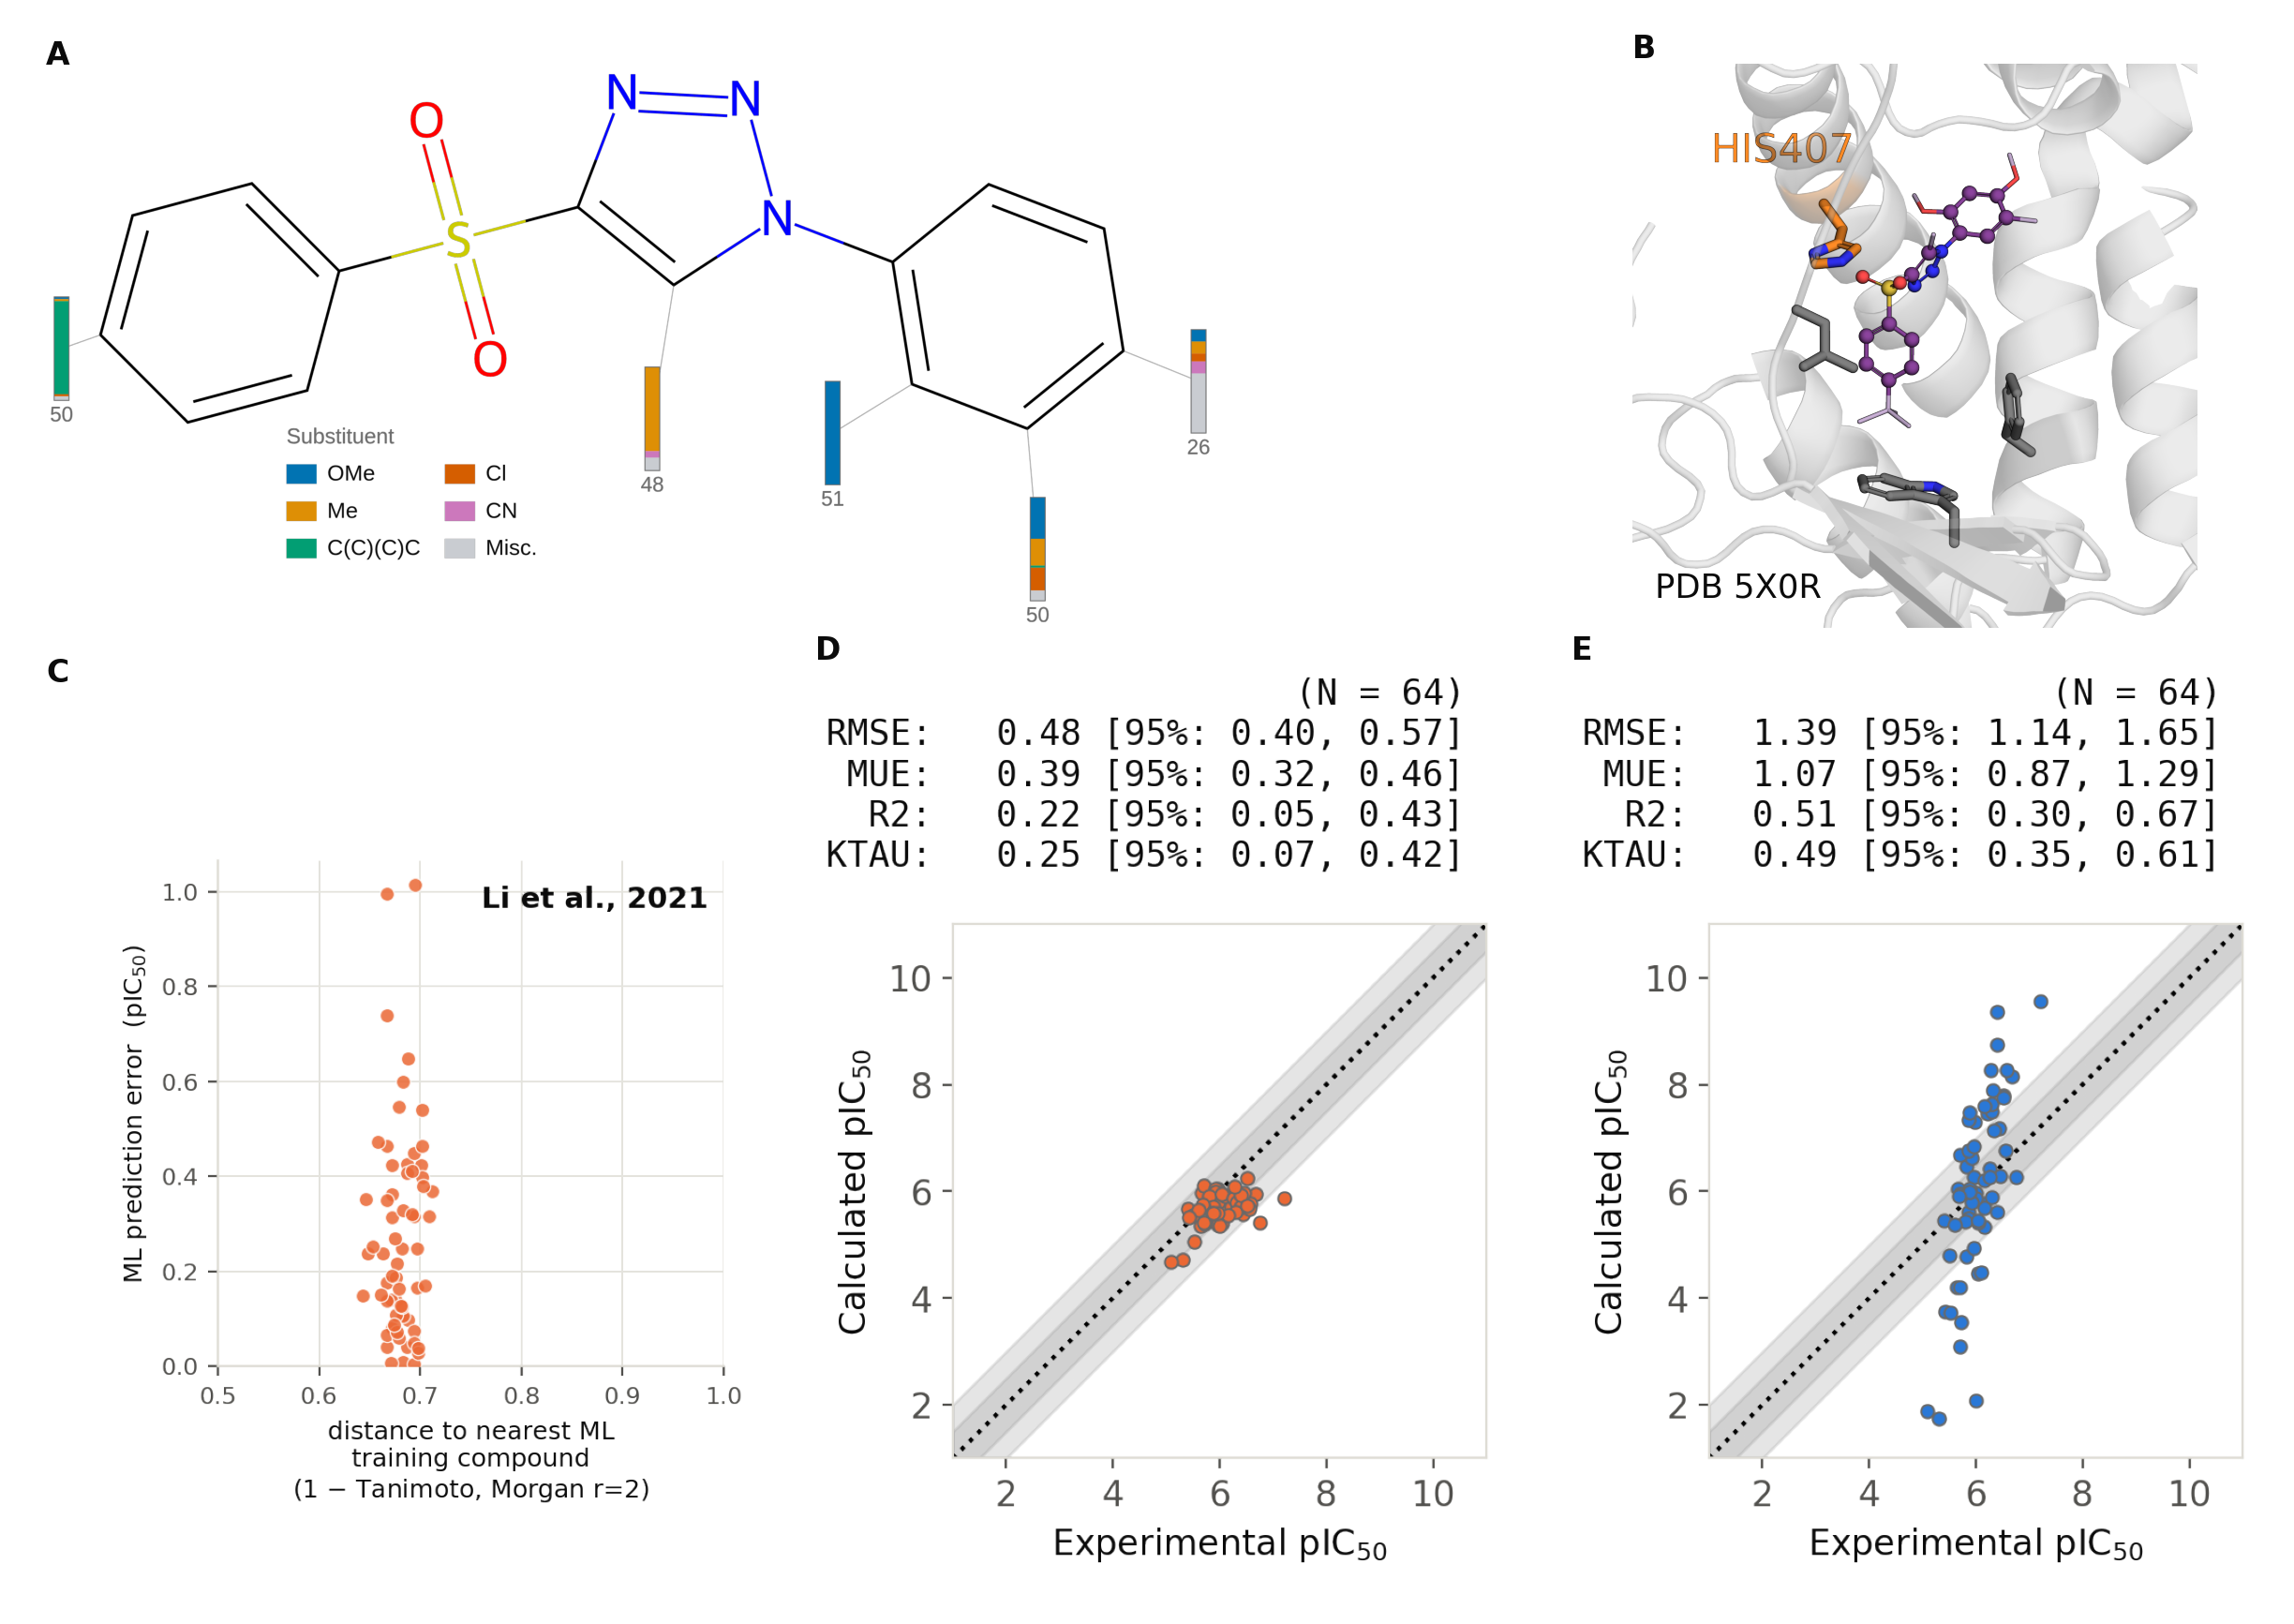 A
B
N
N
O
N
S
O
HIS407
50
48
51
26
50
Substituent
OMe
Cl
Me
CN
C(C)(C)C
Misc.
PDB 5X0R
C
D
E
(N = 64)
RMSE: 0.48 [95%: 0.40, 0.57]
MUE: 0.39 [95%: 0.32, 0.46]
R2: 0.22 [95%: 0.05, 0.43]
KTAU: 0.25 [95%: 0.07, 0.42]
(N = 64)
RMSE: 1.39 [95%: 1.14, 1.65]
MUE: 1.07 [95%: 0.87, 1.29]
R2: 0.51 [95%: 0.30, 0.67]
KTAU: 0.49 [95%: 0.35, 0.61]
Li et al., 2021
ML prediction error (pIC50)
1.0
0.8
0.6
0.4
0.2
0.0
0.5 0.6 0.7 0.8 0.9 1.0
distance to nearest ML
training compound
(1 − Tanimoto, Morgan r=2)
Calculated pIC50
10
8
6
4
2
2 4 6 8 10
Experimental pIC50
Calculated pIC50
10
8
6
4
2
2 4 6 8 10
Experimental pIC50